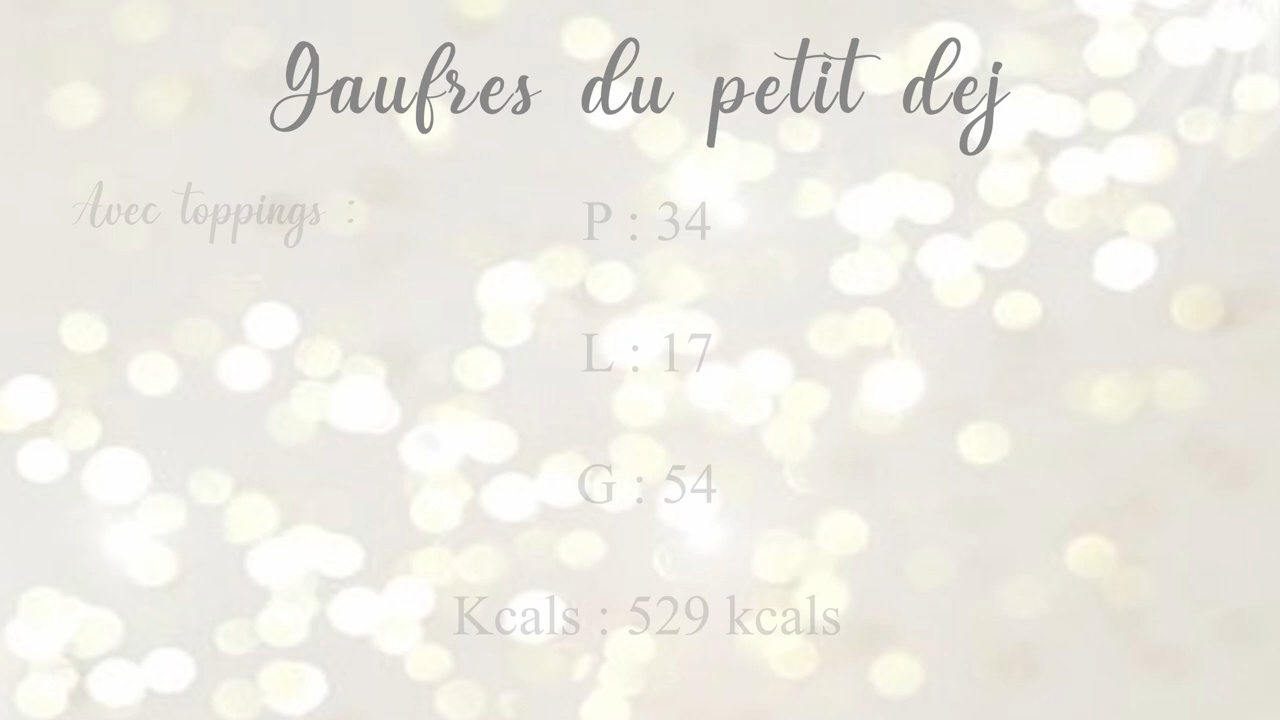 Gaufres du petit dej
Avec toppings :
P : 34
L : 17
G : 54
Kcals : 529 kcals